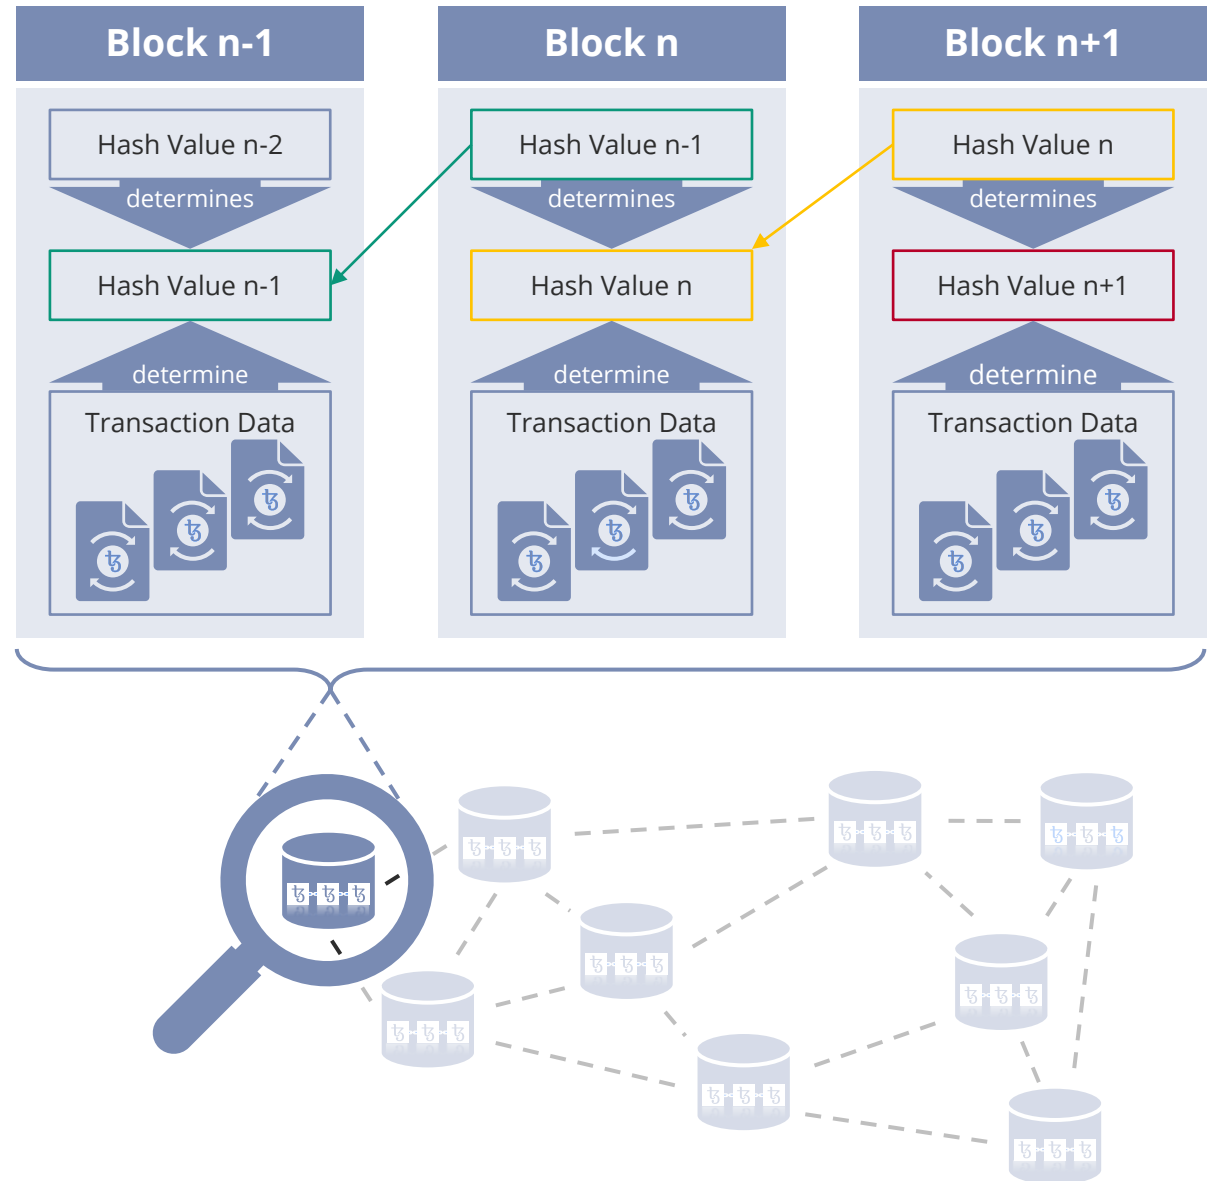 Block n-1
Block n
Block n+1
Hash Value n-2
Hash Value n-1
Hash Value n
determines
determines
determines
Hash Value n-1
Hash Value n
Hash Value n+1
determine
determine
determine
Transaction Data
Transaction Data
Transaction Data